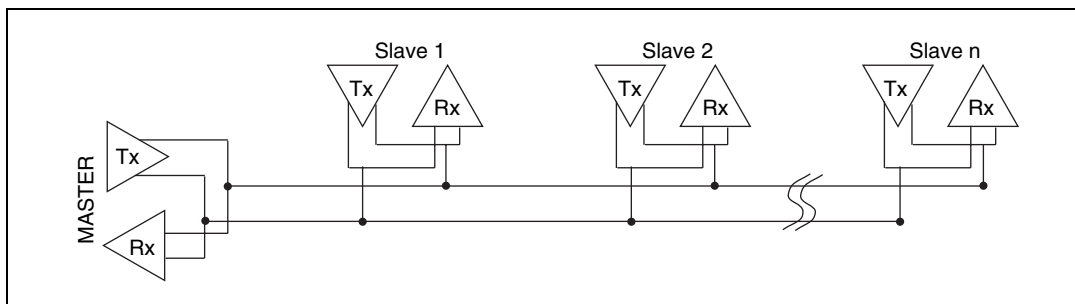 Slave 1
Slave 2
Slave n
Tx
Rx
Tx
Rx
Tx
Rx
MASTER
Tx
Rx